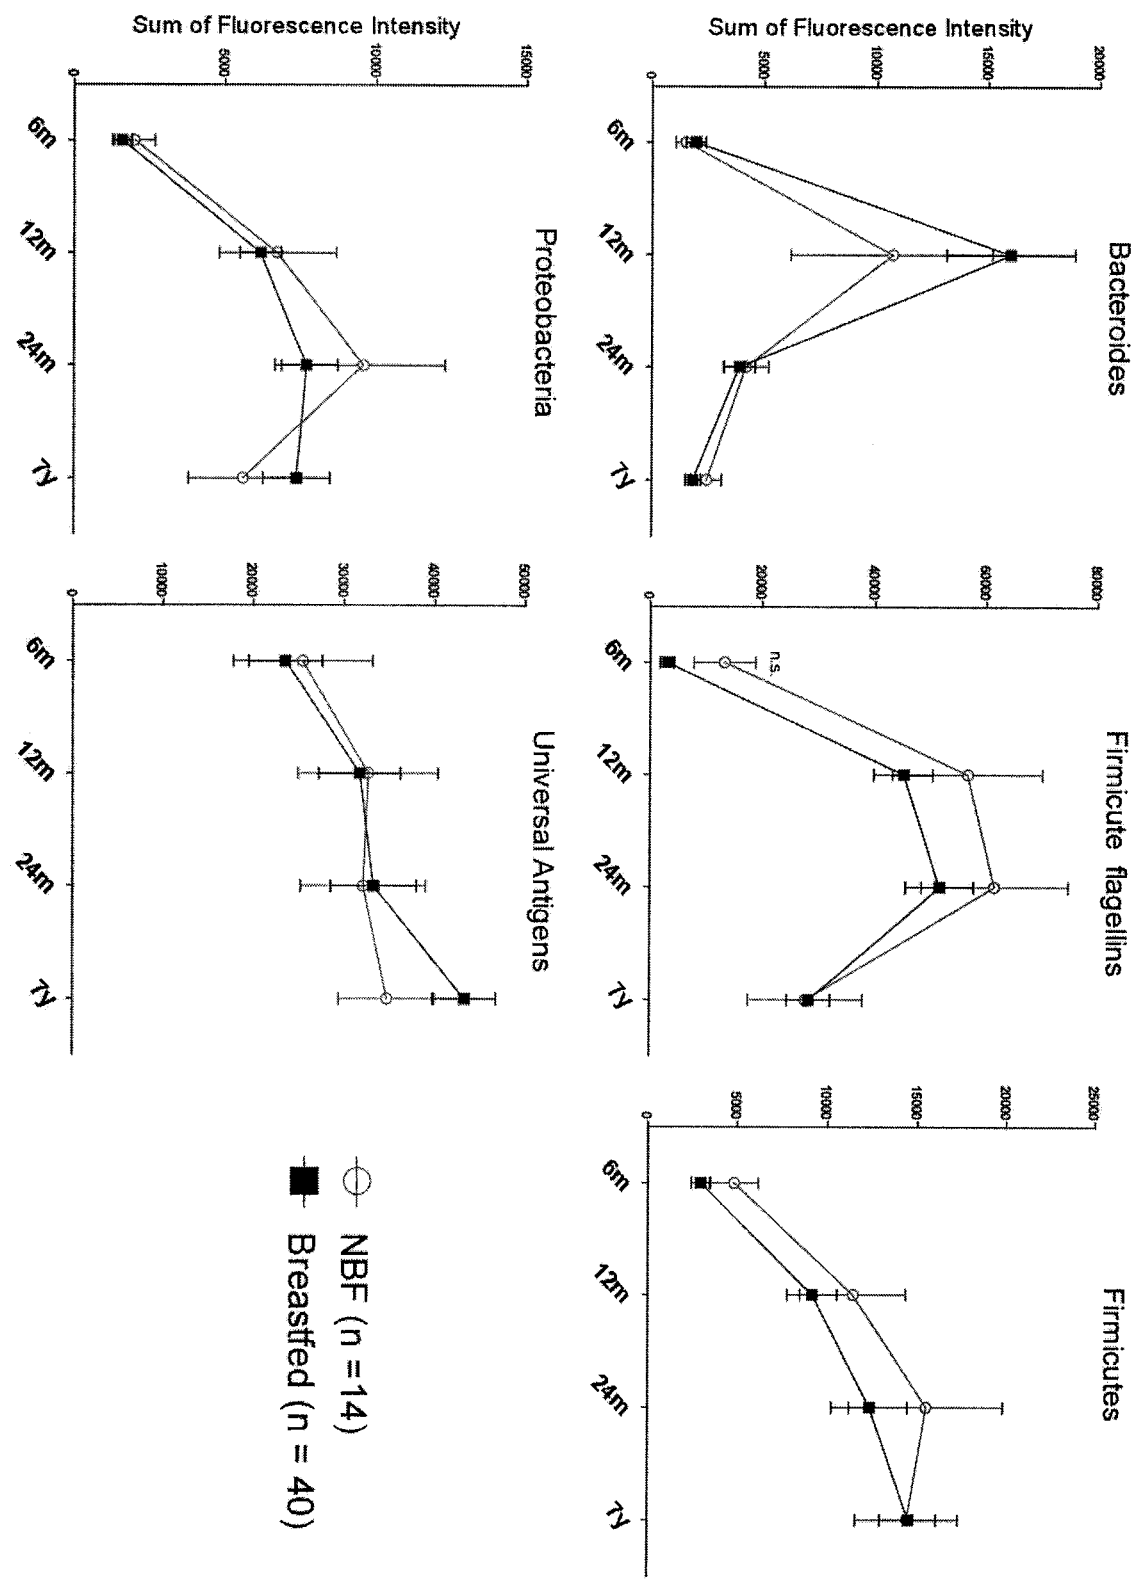 Bacteroides
Sum of Fluorescence Intensity
20000
15000
10000
5000
0
6m
12m
24m
7y
Firmicute flagellins
80000
60000
40000
20000
0
n.s.
6m
12m
24m
7y
Firmicutes
25000
20000
15000
10000
5000
0
6m
12m
24m
7y
Proteobacteria
Sum of Fluorescence Intensity
15000
10000
5000
0
6m
12m
24m
7y
Universal Antigens
50000
40000
30000
20000
10000
0
6m
12m
24m
7y
NBF (n =14)
Breastfed (n = 40)